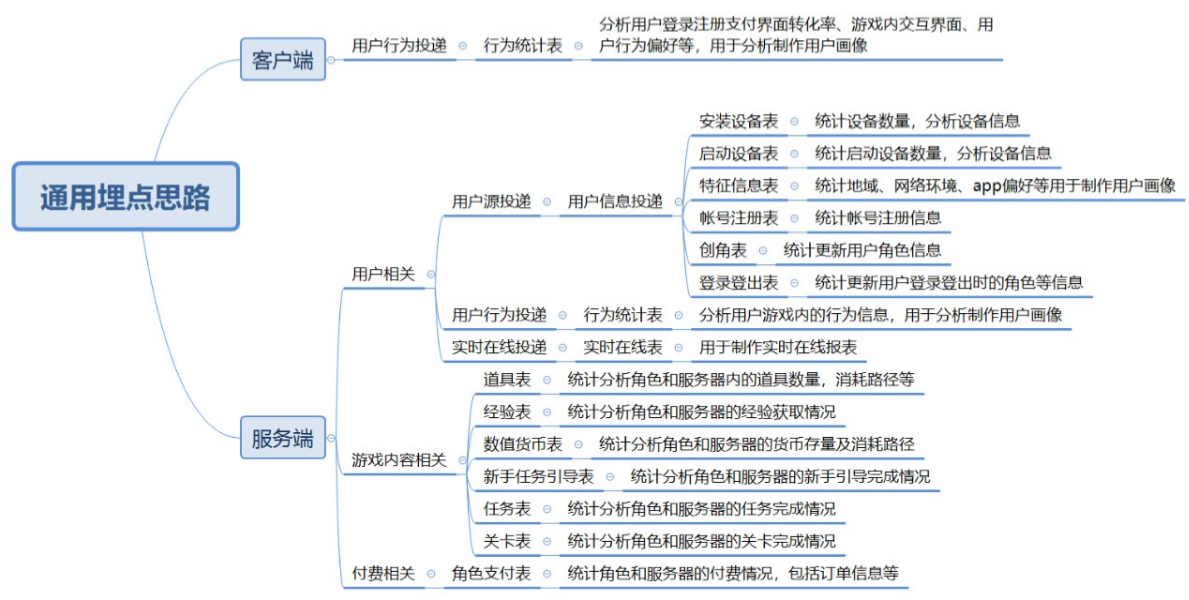 通用埋点思路
客户端
用户行为投递
行为统计表
分析用户登录注册支付界面转化率、游戏内交互界面、用
户行为偏好等，用于分析制作用户画像
服务端
用户相关
用户源投递
用户信息投递
安装设备表
统计设备数量，分析设备信息
启动设备表
统计启动设备数量，分析设备信息
特征信息表
统计地域、网络环境、app偏好等用于制作用户画像
帐号注册表
统计帐号注册信息
创角表
统计更新用户角色信息
登录登出表
统计更新用户登录登出时的角色等信息
用户行为投递
行为统计表
分析用户游戏内的行为信息，用于分析制作用户画像
实时在线投递
实时在线表
用于制作实时在线报表
游戏内容相关
道具表
统计分析角色和服务器内的道具数量，消耗路径等
经验表
统计分析角色和服务器的经验获取情况
数值货币表
统计分析角色和服务器的货币存量及消耗路径
新手任务引导表
统计分析角色和服务器的新手引导完成情况
任务表
统计分析角色和服务器的任务完成情况
关卡表
统计分析角色和服务器的关卡完成情况
付费相关
角色支付表
统计角色和服务器的付费情况，包括订单信息等